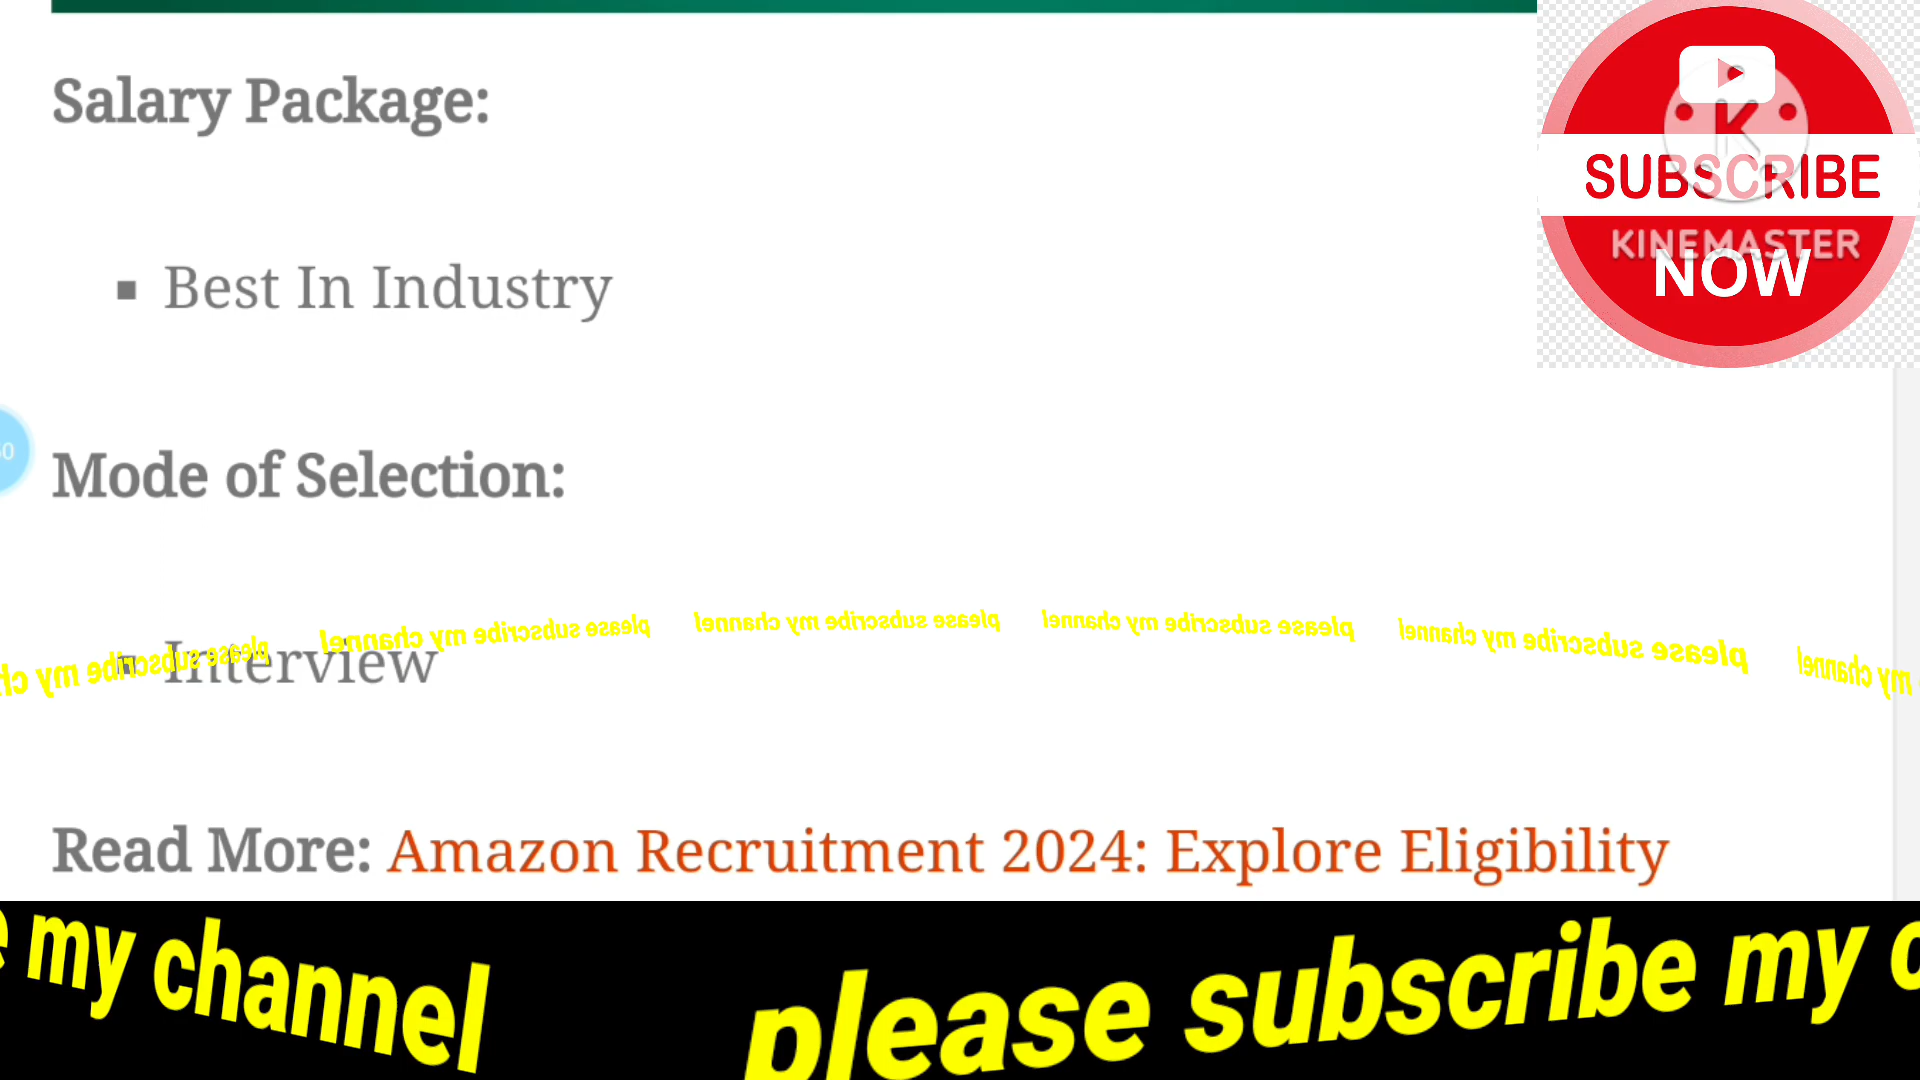 Salary Package:
SUBSCRIBE
KINEMASTER
NOW
▪ Best In Industry
Mode of Selection:
please subscribe my ch
please subscribe my channel
please subscribe my channel
please subscribe my channel
please subscribe my channel
my channel
▪ Interview
Read More: Amazon Recruitment 2024: Explore Eligibility
e my channel
please subscribe my c